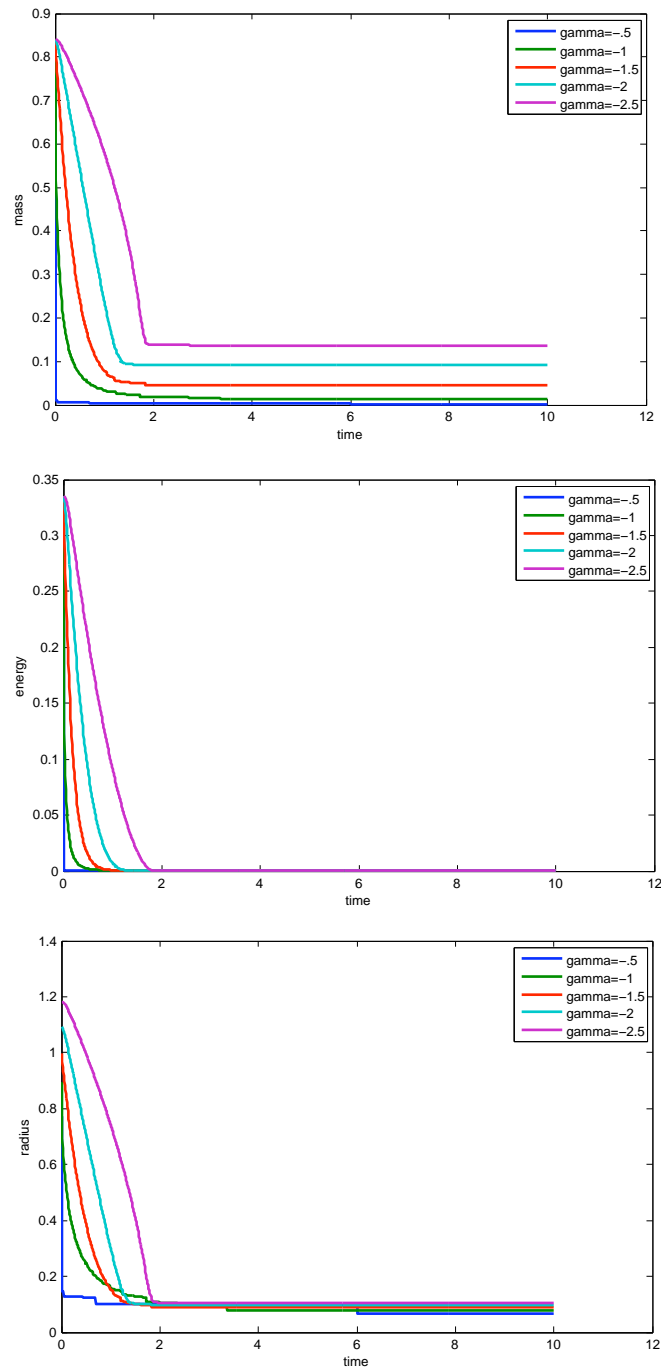 0.9
0.8
0.7
0.6
0.5
0.4
0.3
0.2
0.1
0
mass
gamma=−.5
gamma=−1
gamma=−1.5
gamma=−2
gamma=−2.5
0 2 4 6 8 10 12
time
0.35
0.3
0.25
0.2
0.15
0.1
0.05
0
energy
gamma=−.5
gamma=−1
gamma=−1.5
gamma=−2
gamma=−2.5
0 2 4 6 8 10 12
time
1.4
1.2
1
0.8
0.6
0.4
0.2
0
radius
gamma=−.5
gamma=−1
gamma=−1.5
gamma=−2
gamma=−2.5
0 2 4 6 8 10 12
time